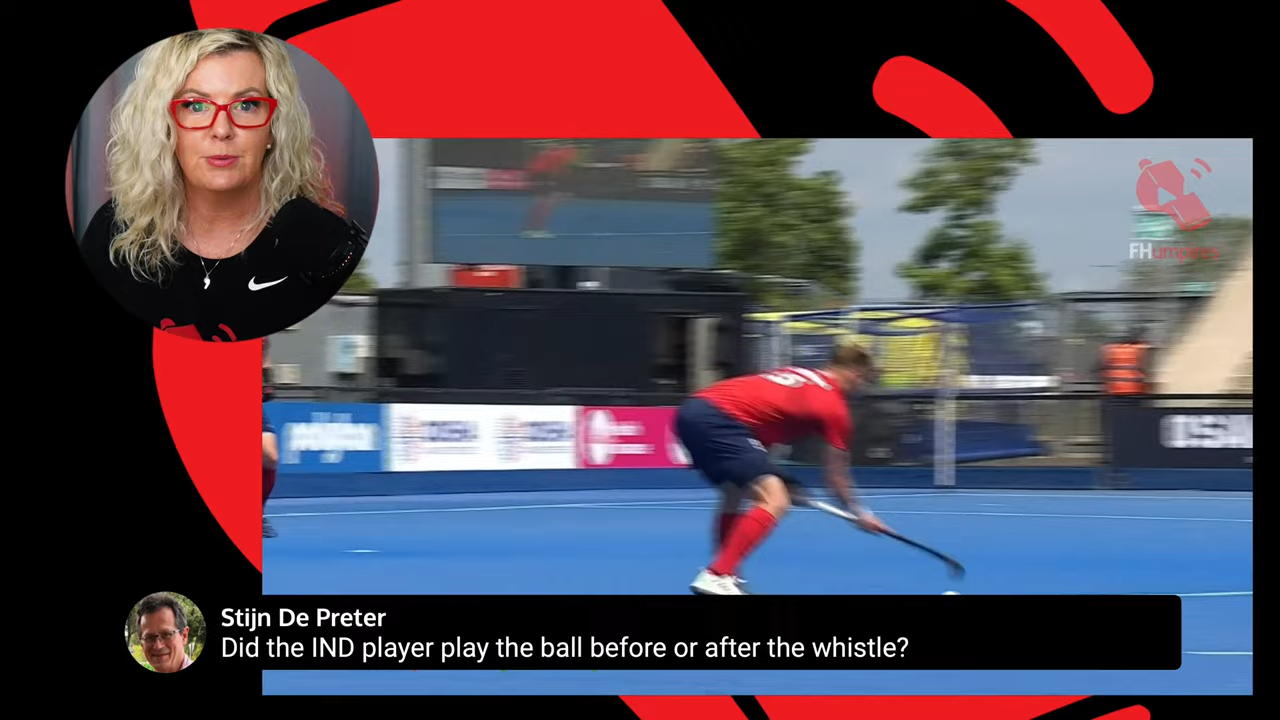 FHumpires
Stijn De Preter
Did the IND player play the ball before or after the whistle?